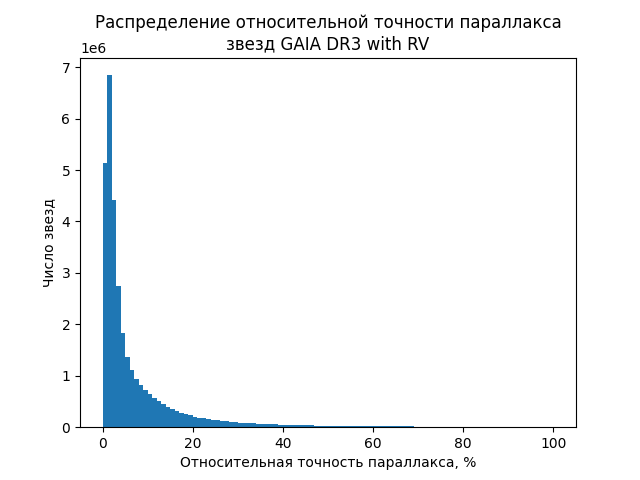 Распределение относительной точности параллакса
звезд GAIA DR3 with RV
1e6
7
6
5
4
3
2
1
0
Число звезд
0 20 40 60 80 100
Относительная точность параллакса, %